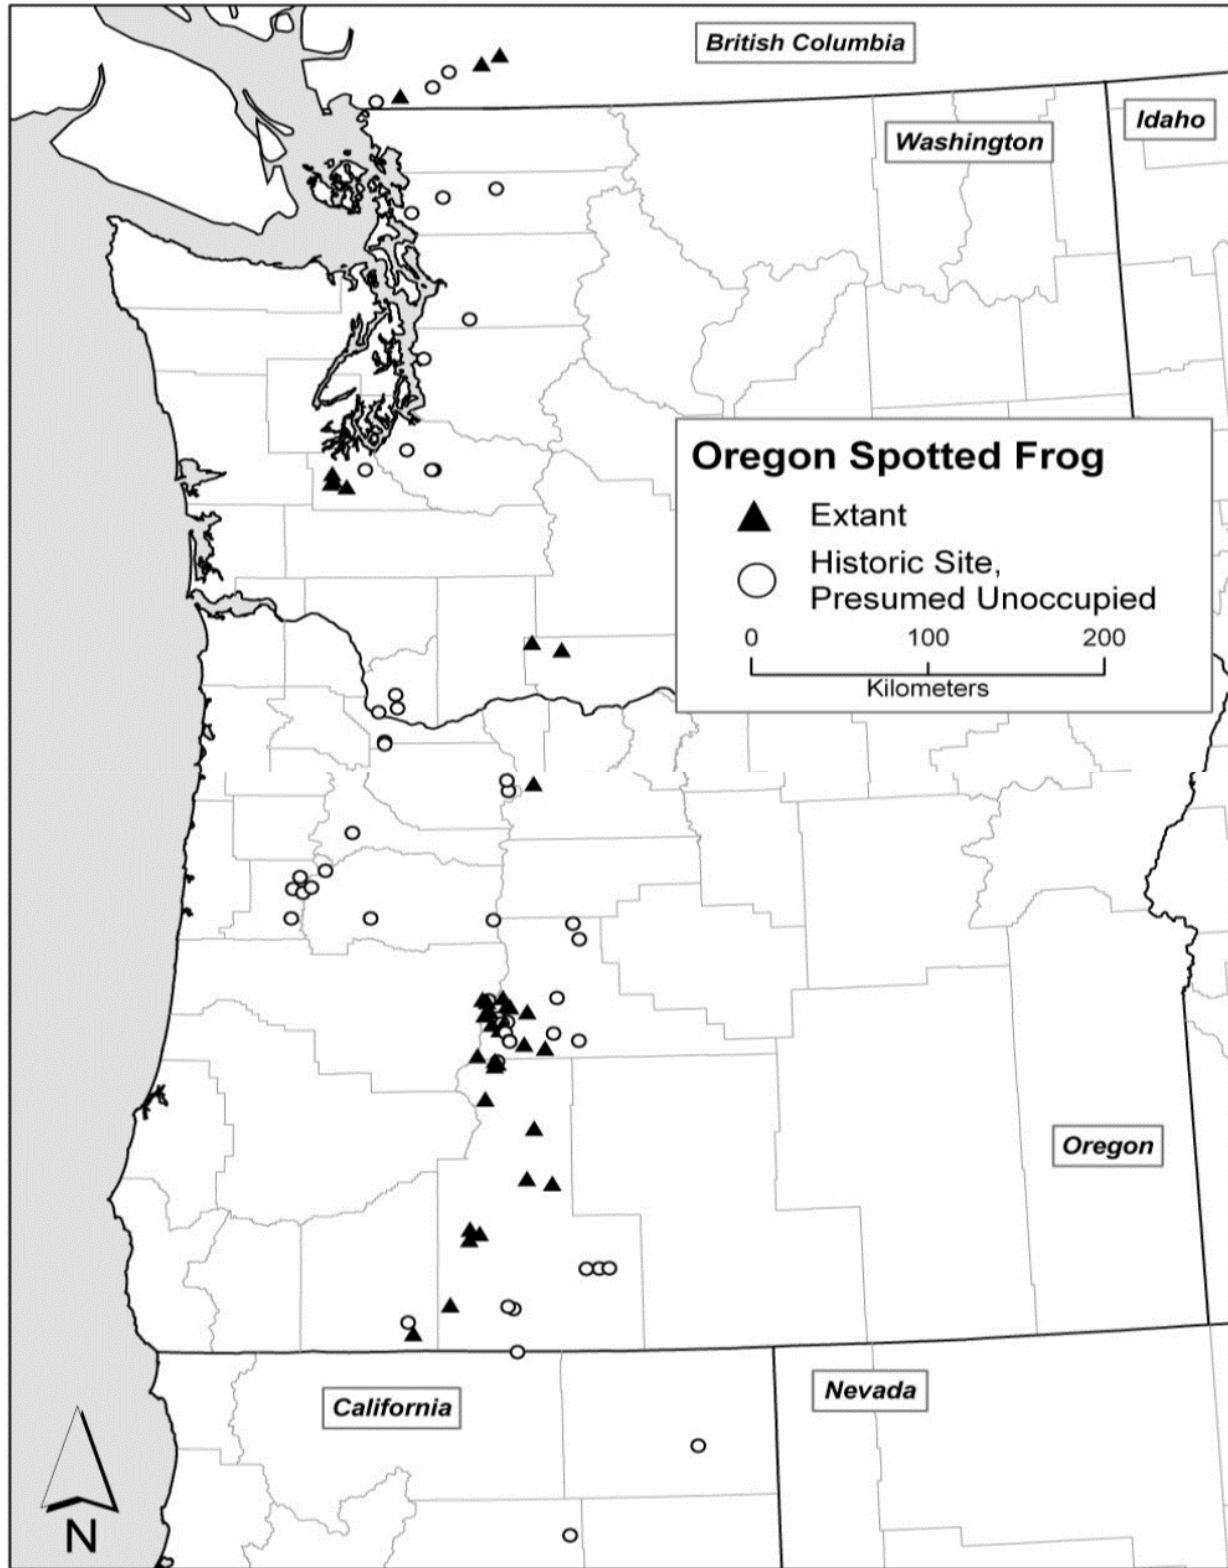 British Columbia
Idaho
Washington
Oregon Spotted Frog
Extant
Historic Site,
Presumed Unoccupied
0 100 200
Kilometers
Oregon
Nevada
California
N